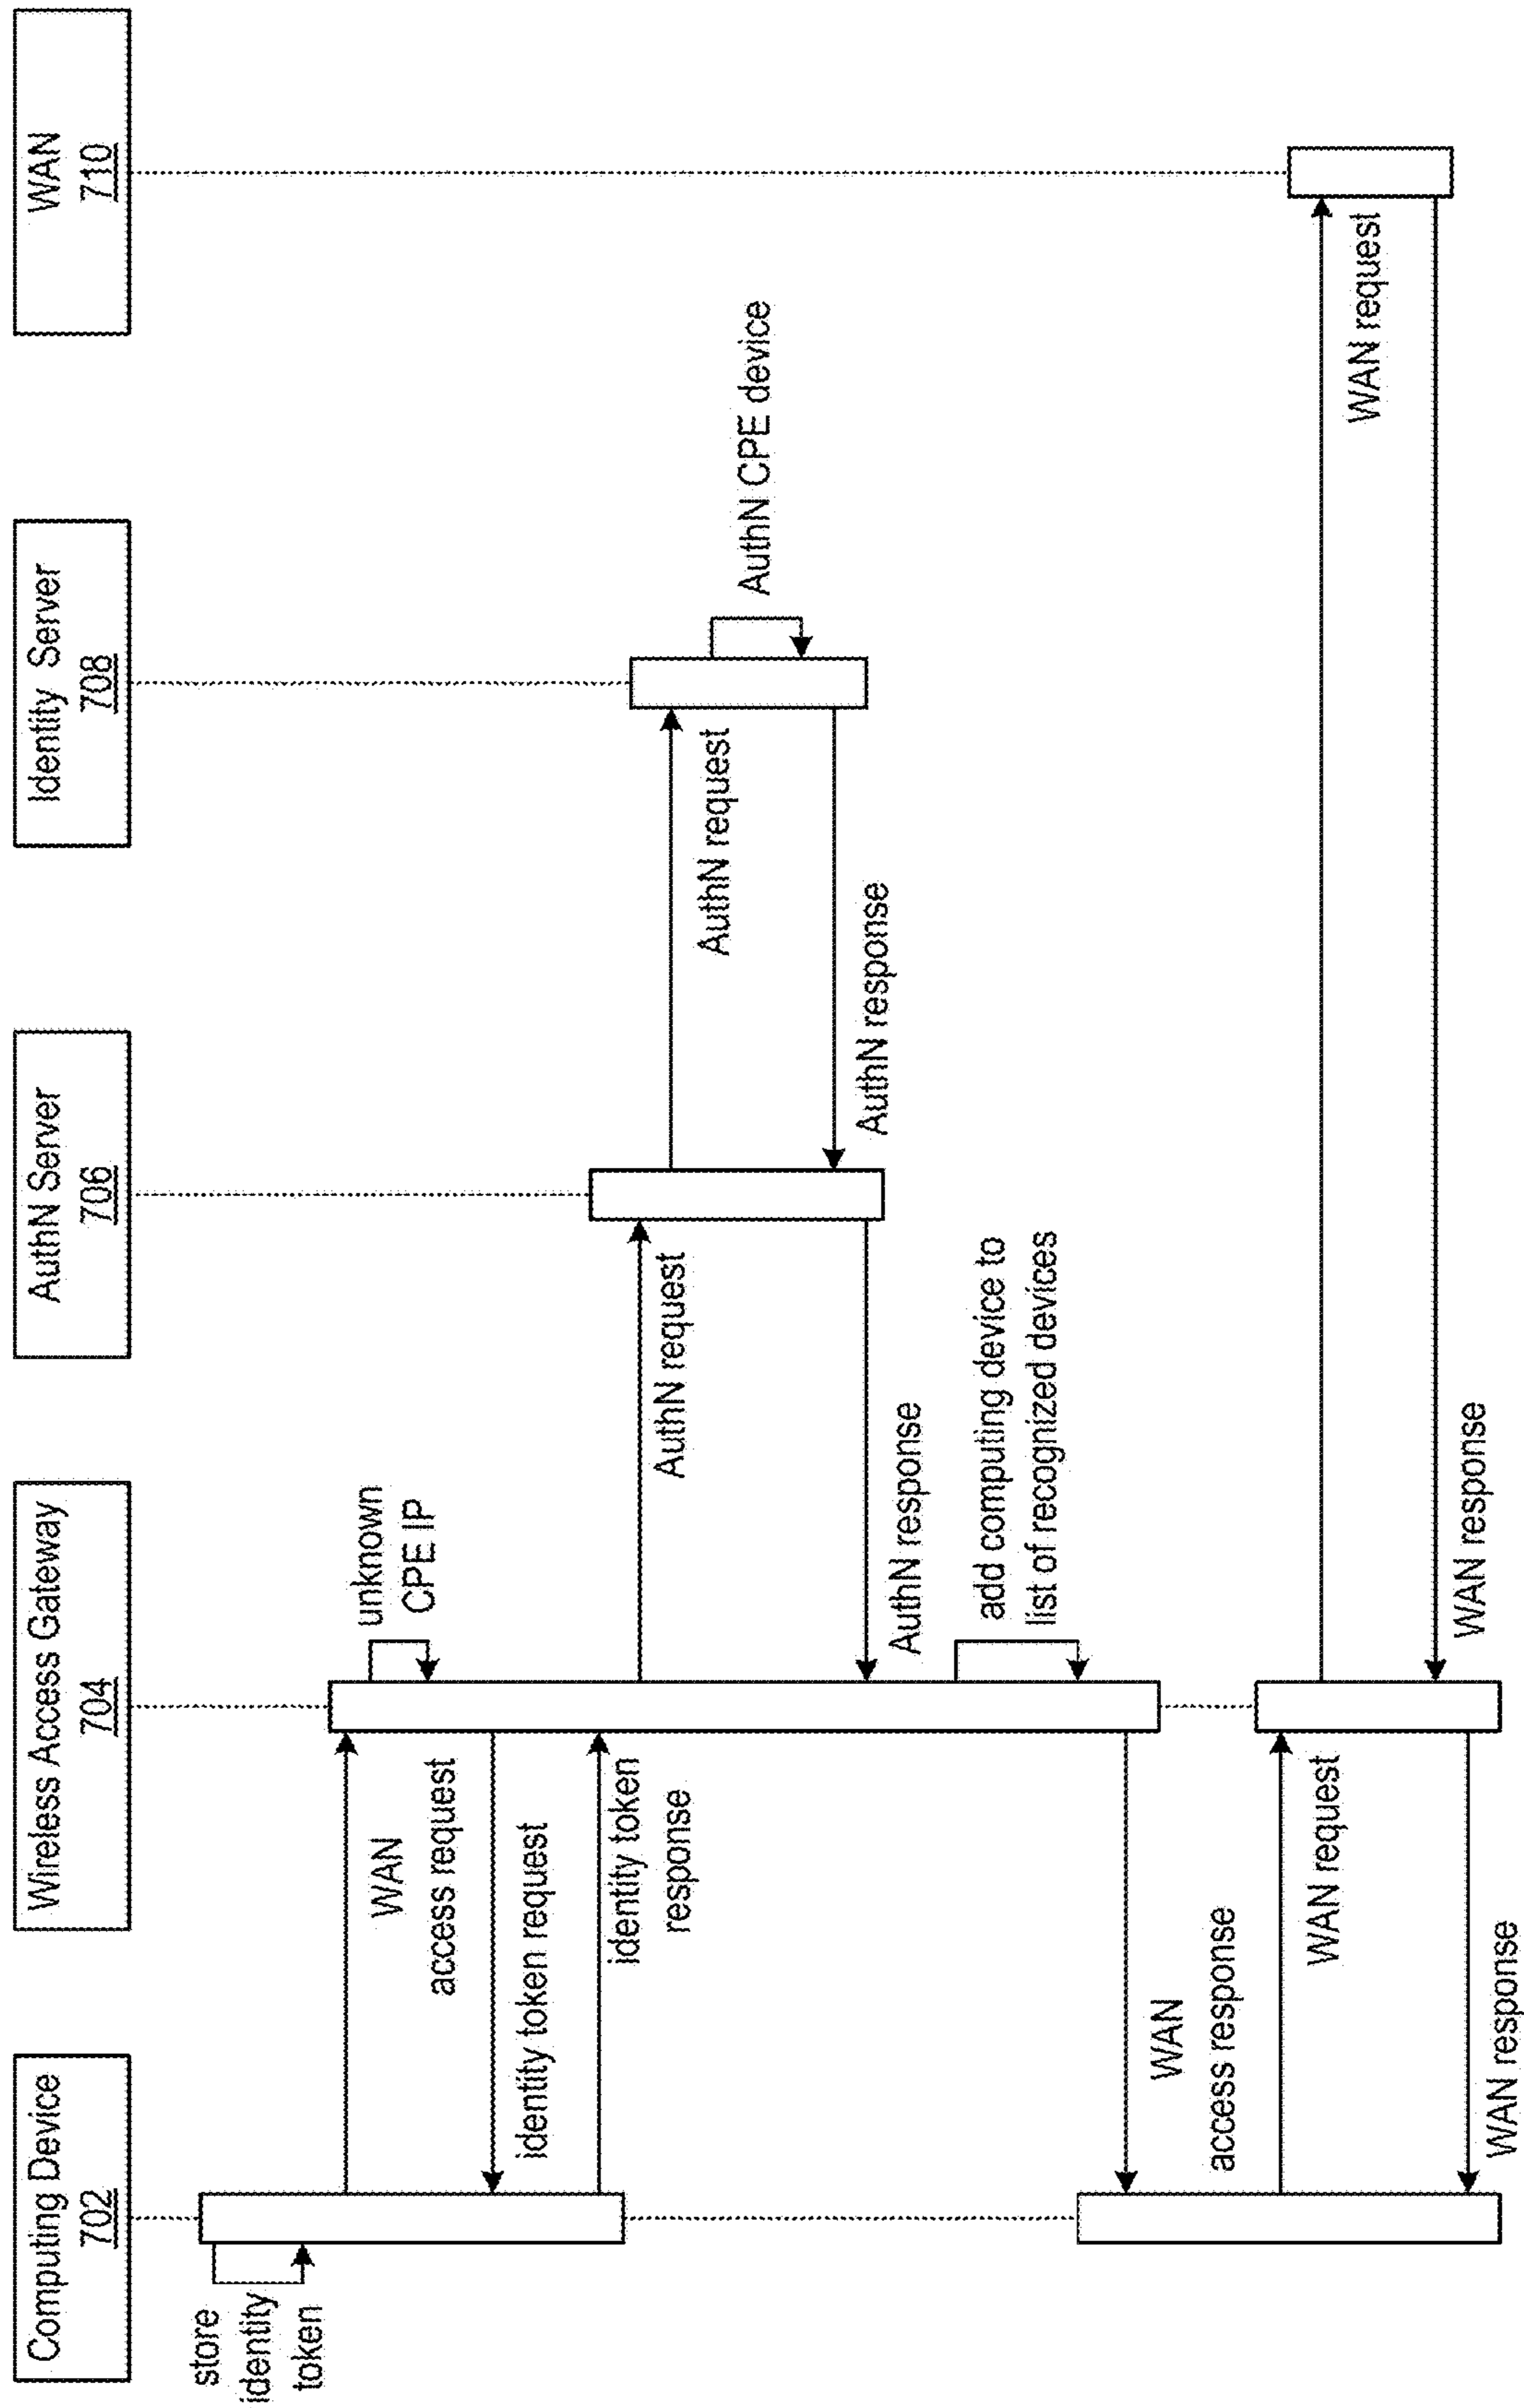 Computing Device
702
Wireless Access Gateway
704
AuthN Server
706
Identity Server
708
WAN
710
store
identity
token
WAN
access request
unknown
CPE IP
identity token request
identity token
response
AuthN request
AuthN request
AuthN CPE device
AuthN response
AuthN response
add computing device to
list of recognized devices
WAN
access response
WAN request
WAN request
WAN response
WAN response